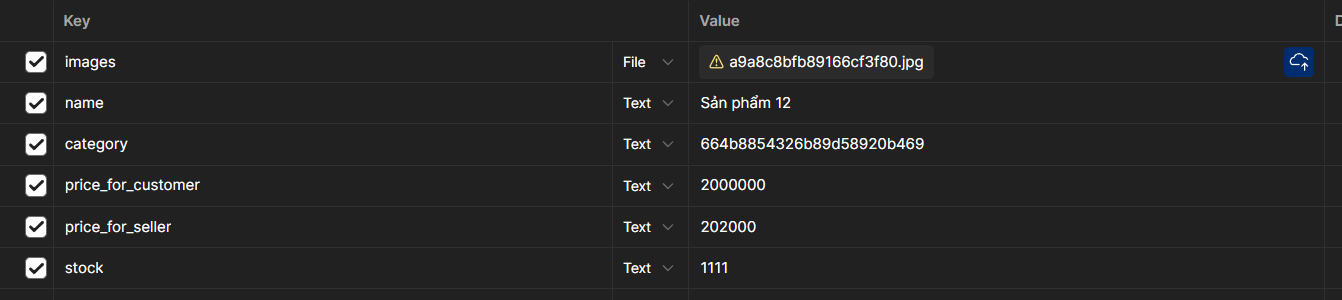 Key Value D
images File a9a8c8bfb89166cf3f80.jpg
name Text Sản phẩm 12
category Text 664b8854326b89d58920b469
price_for_customer Text 2000000
price_for_seller Text 202000
stock Text 1111